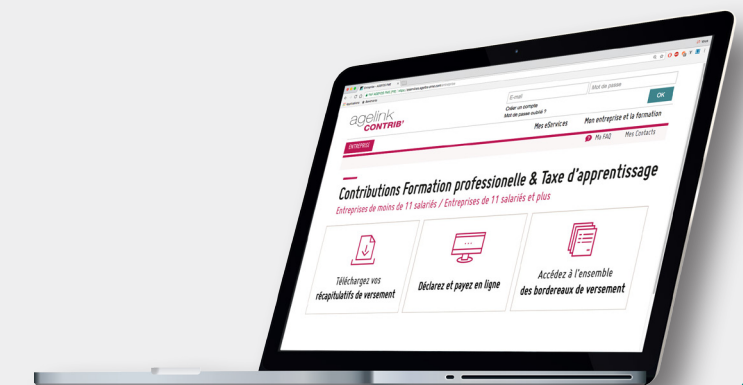 E-mail
Mot de passe
OK
Créer un compte
Mot de passe oublié ?
agelink
CONTRIB'
ENTREPRISE
Mes eServices
Mon entreprise et la formation
? Ma FAQ
Mes Contacts
Contributions Formation professionelle & Taxe d'apprentissage
Entreprises de moins de 11 salariés / Entreprises de 11 salariés et plus
Téléchargez vos
récapitulatifs de versement
Déclarez et payez en ligne
Accédez à l'ensemble
des bordereaux de versement